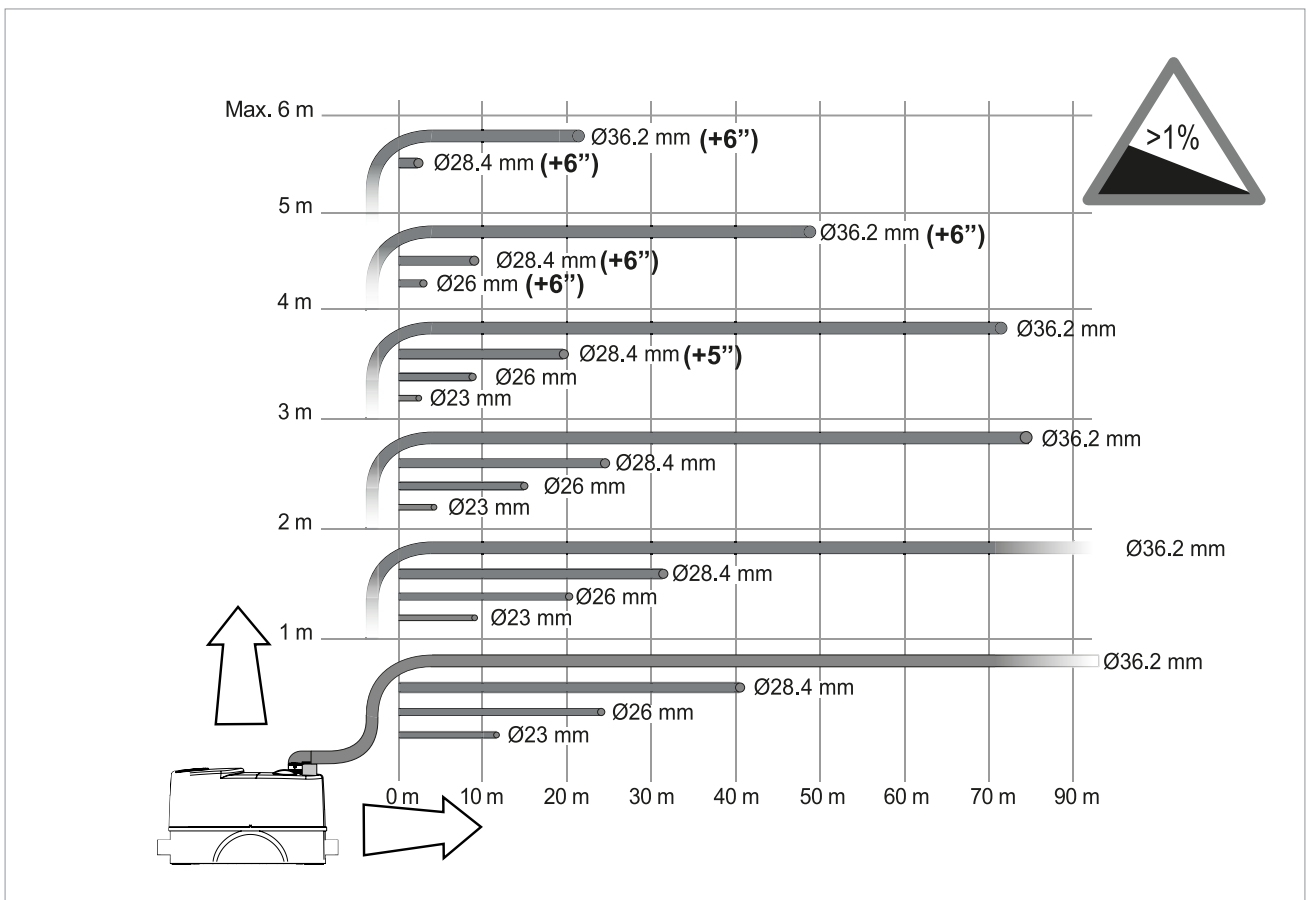 Max. 6 m
>1%
Ø36.2 mm (+6”)
Ø28.4 mm (+6”)
5 m
Ø36.2 mm (+6”)
Ø28.4 mm (+6”)
Ø26 mm (+6”)
4 m
Ø36.2 mm
Ø28.4 mm (+5”)
Ø26 mm
Ø23 mm
3 m
Ø36.2 mm
Ø28.4 mm
Ø26 mm
Ø23 mm
2 m
Ø36.2 mm
Ø28.4 mm
Ø26 mm
Ø23 mm
1 m
Ø36.2 mm
Ø28.4 mm
Ø26 mm
Ø23 mm
0 m 10 m 20 m 30 m 40 m 50 m 60 m 70 m 90 m